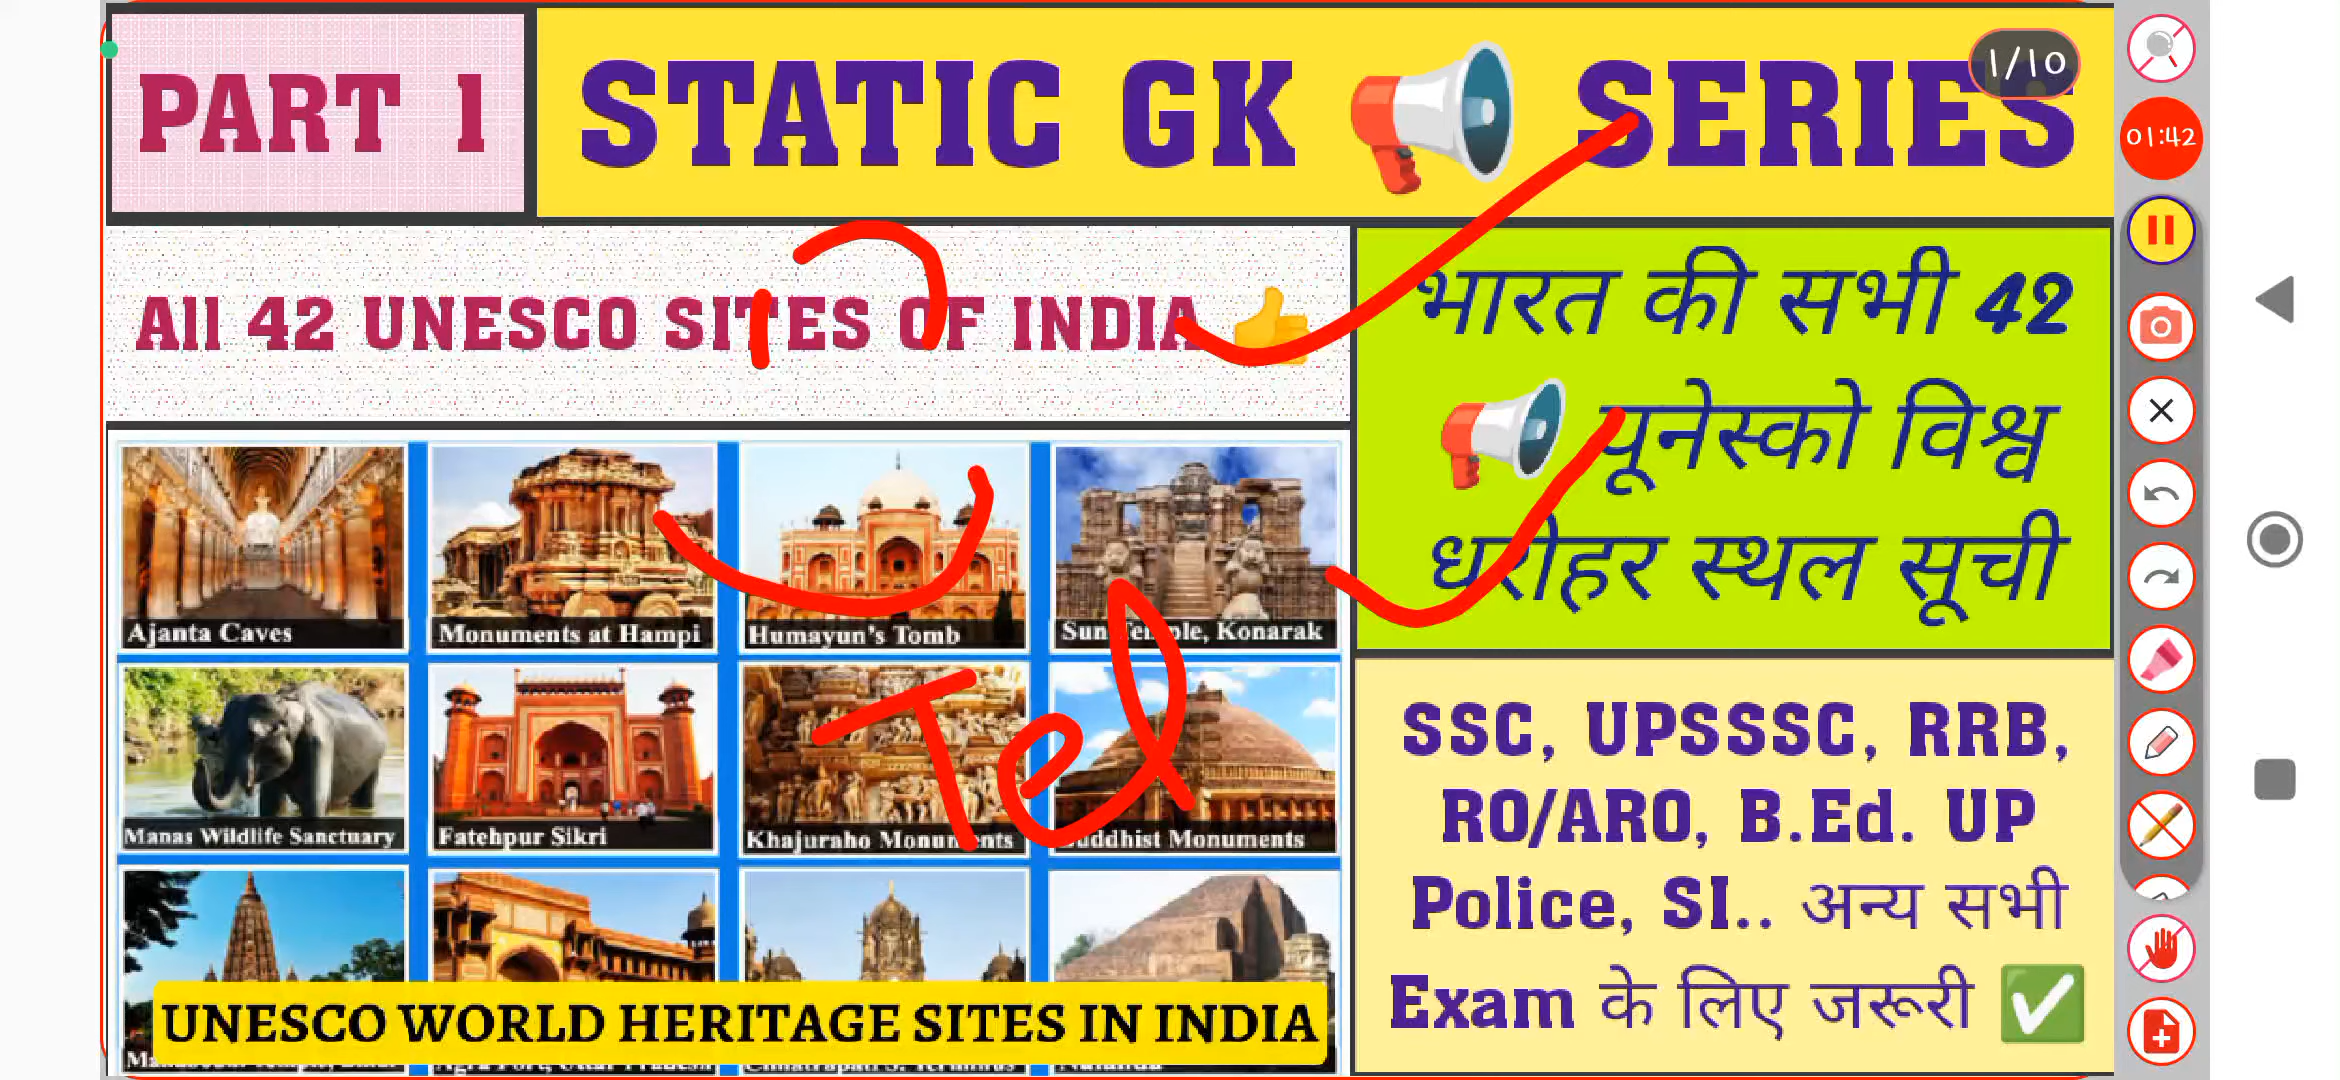 PART 1
STATIC GK SERIES
1/10
01:42
All 42 UNESCO SITES OF INDIA
भारत की सभी 42
यूनेस्को विश्व
धरोहर स्थल सूची
Ajanta Caves
Monuments at Hampi
Humayun's Tomb
Sun Temple, Konarak
Manas Wildlife Sanctuary
Fatehpur Sikri
Khajuraho Monuments
Buddhist Monuments
Tel
SSC, UPSSSC, RRB,
RO/ARO, B.Ed. UP
Police, SI.. अन्य सभी
Exam के लिए जरूरी
UNESCO WORLD HERITAGE SITES IN INDIA